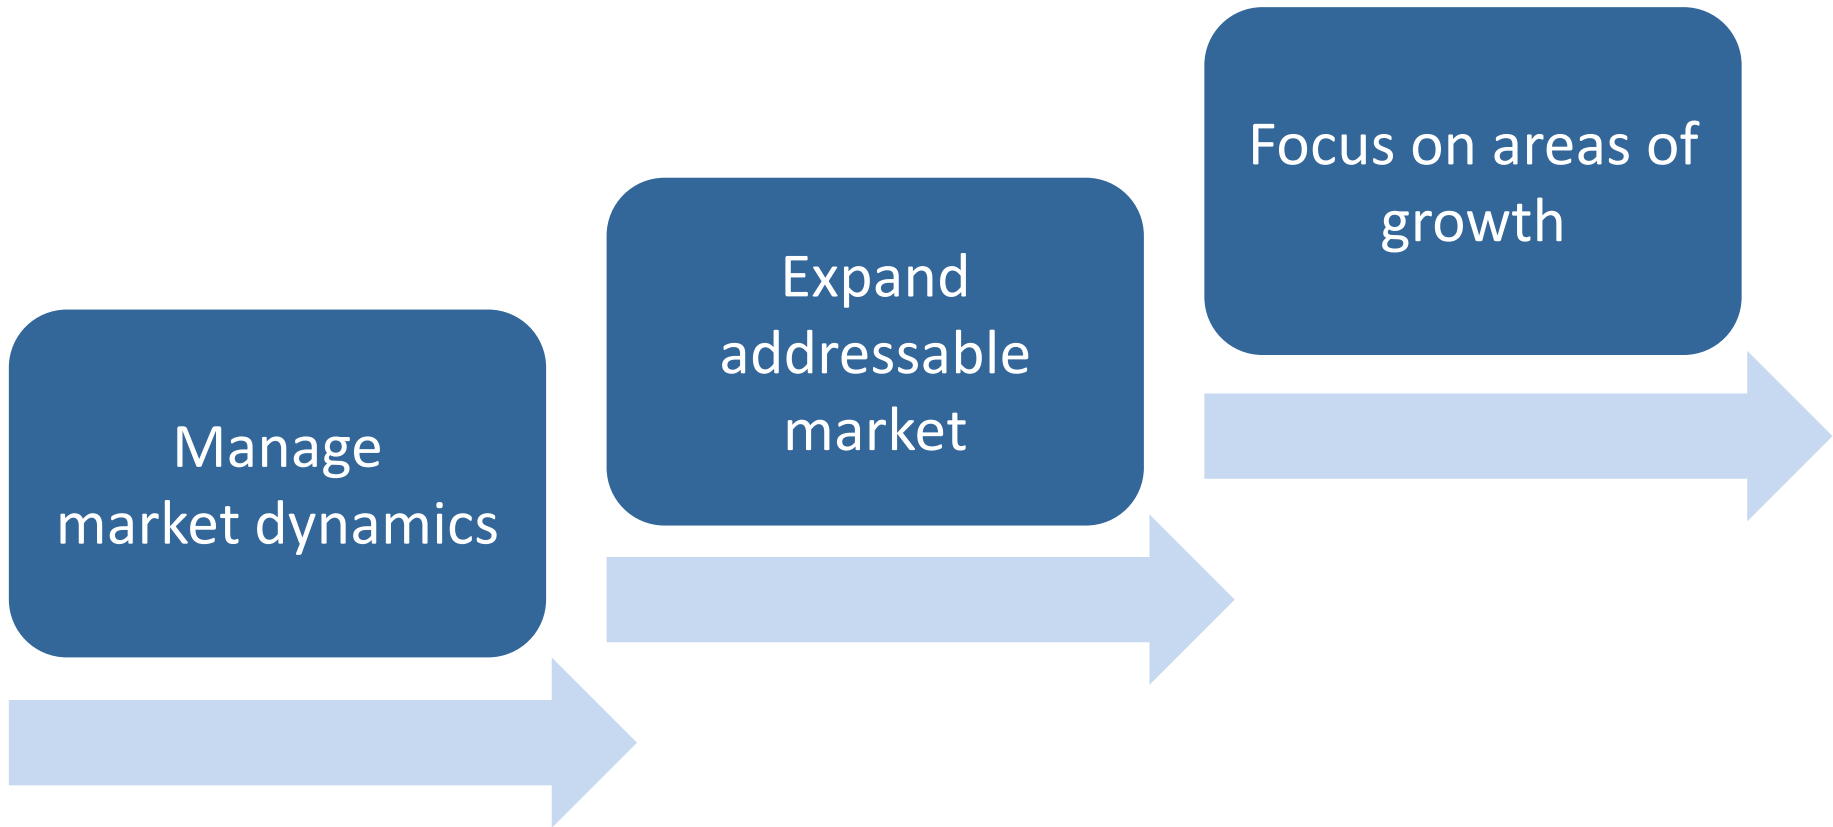 Manage
market dynamics
Expand
addressable
market
Focus on areas of
growth